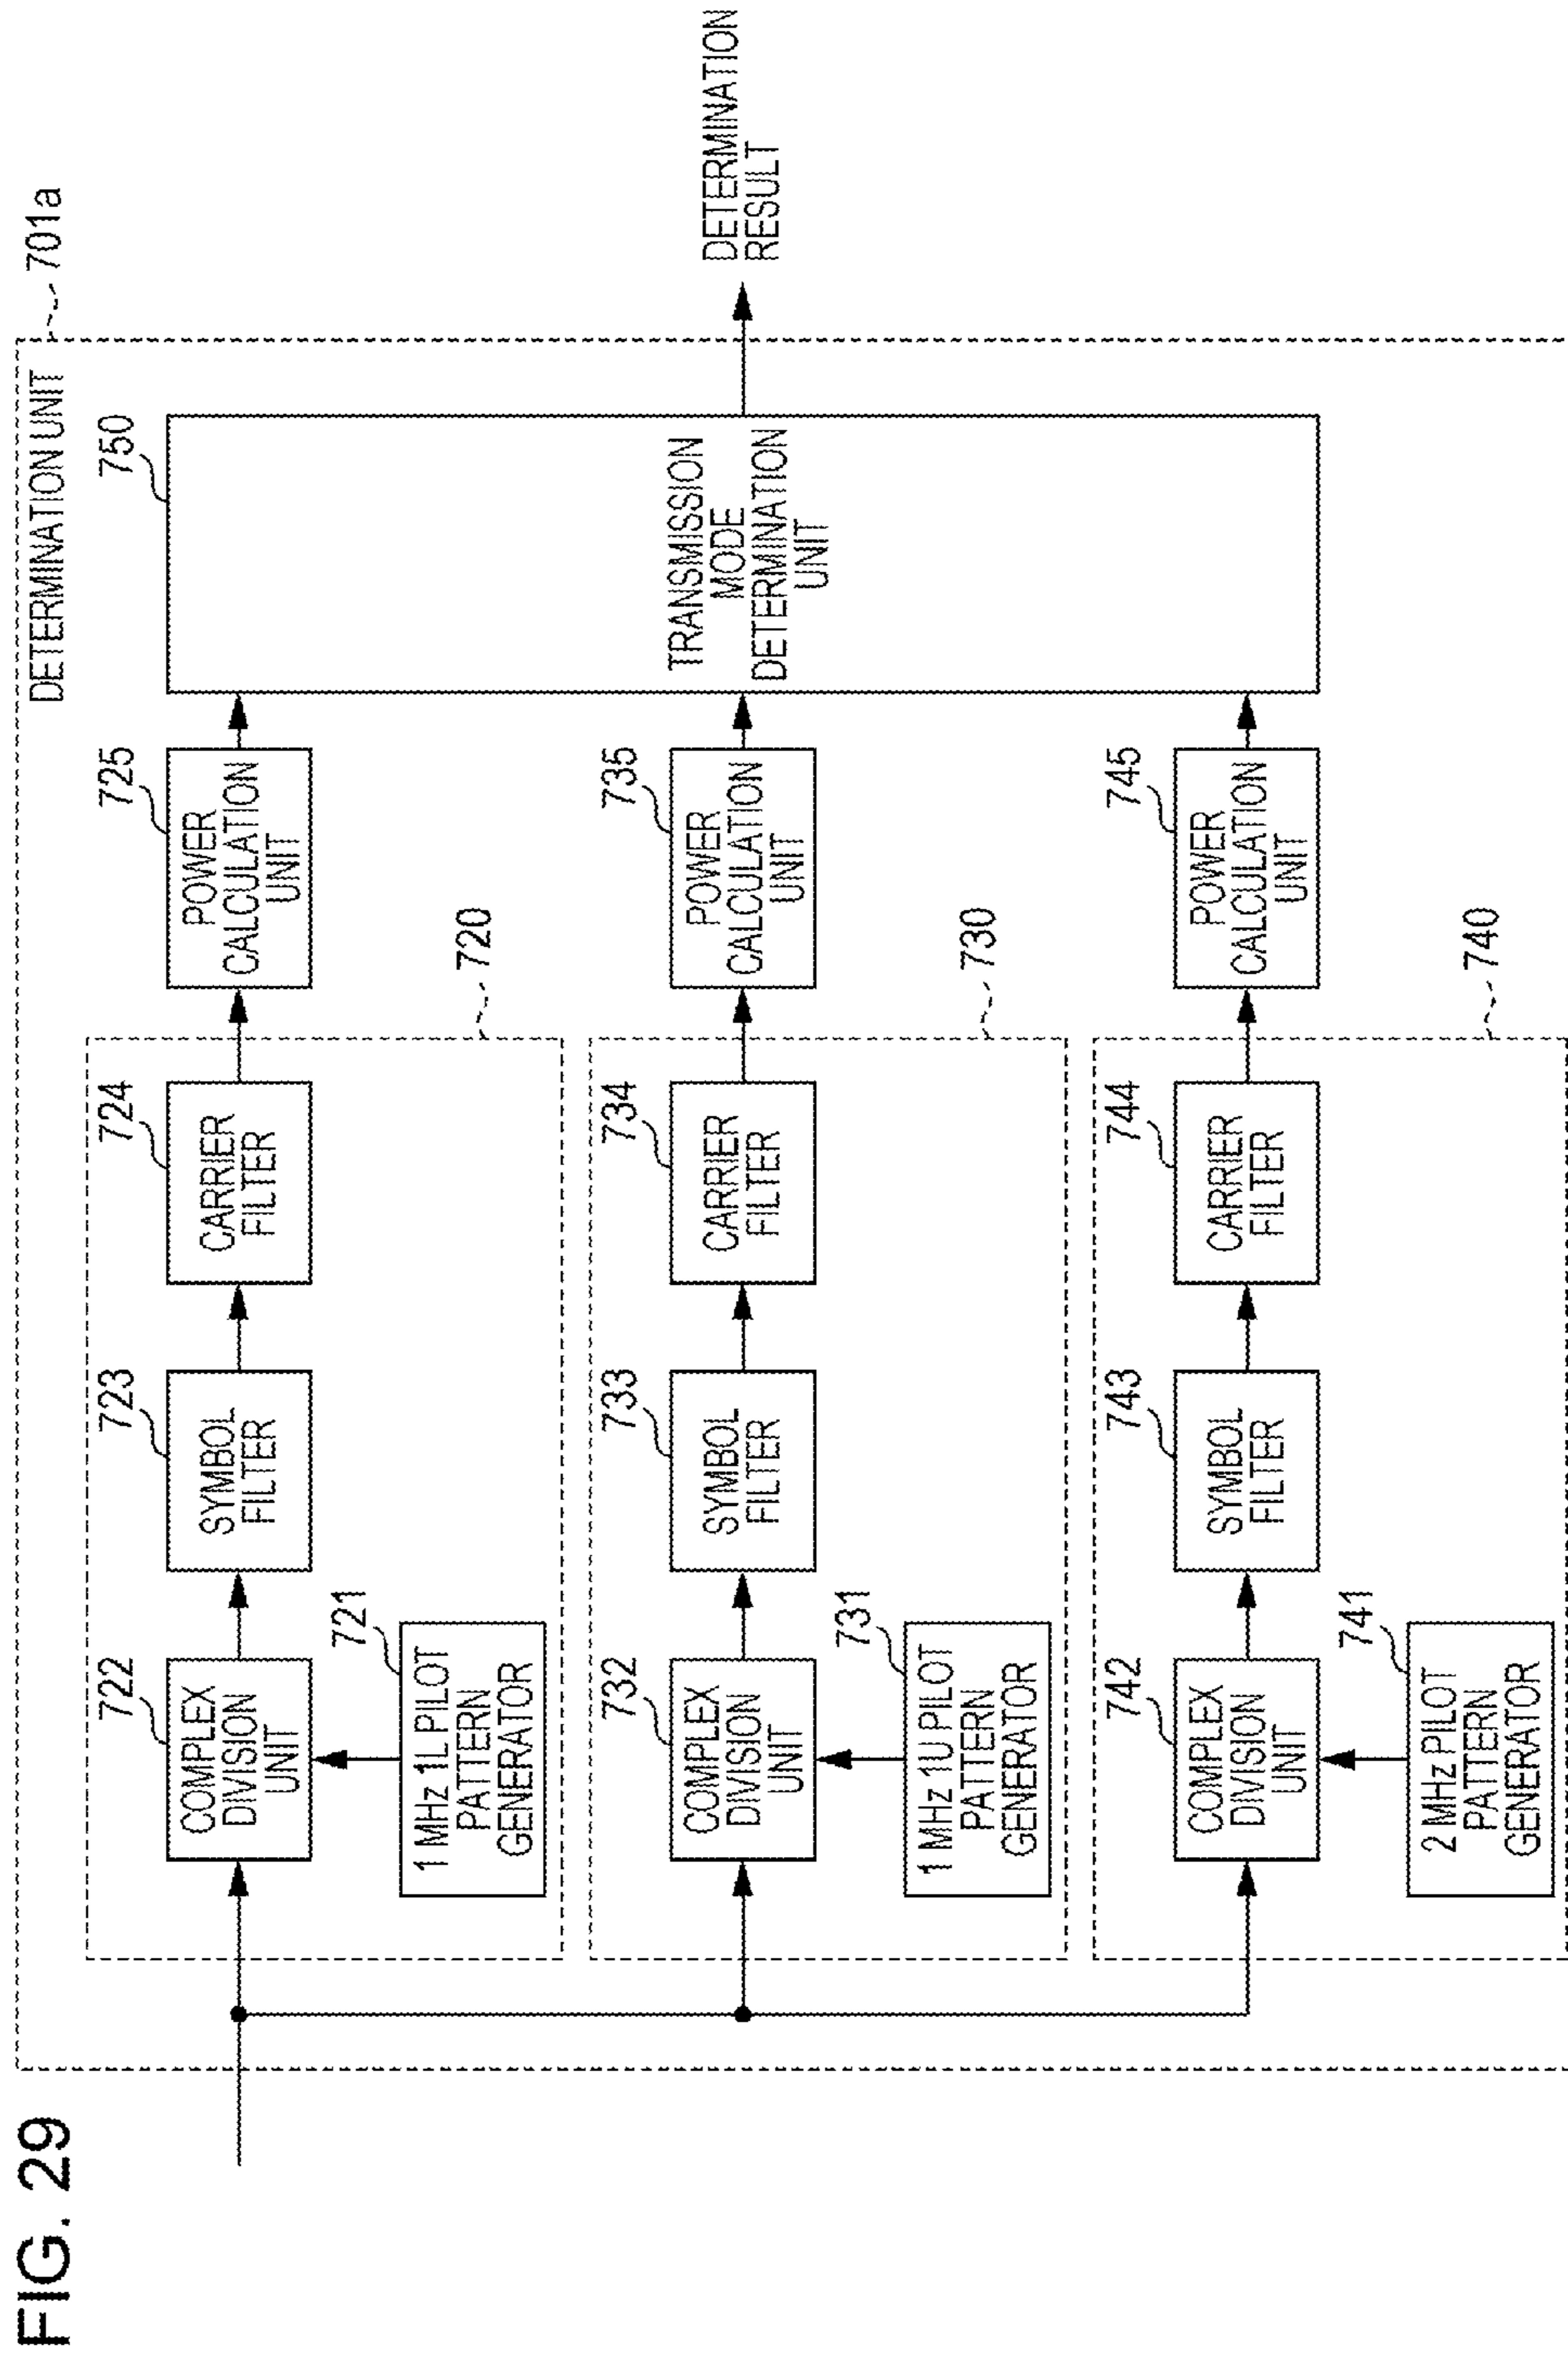 FIG. 29
DETERMINATION UNIT
701a
722
COMPLEX
DIVISION
UNIT
723
SYMBOL
FILTER
724
CARRIER
FILTER
725
POWER
CALCULATION
UNIT
750
TRANSMISSION
MODE
DETERMINATION
UNIT
721
1 MHz 1L PILOT
PATTERN
GENERATOR
720
732
COMPLEX
DIVISION
UNIT
733
SYMBOL
FILTER
734
CARRIER
FILTER
735
POWER
CALCULATION
UNIT
DETERMINATION
RESULT
731
1 MHz 1U PILOT
PATTERN
GENERATOR
730
742
COMPLEX
DIVISION
UNIT
743
SYMBOL
FILTER
744
CARRIER
FILTER
745
POWER
CALCULATION
UNIT
741
2 MHz PILOT
PATTERN
GENERATOR
740